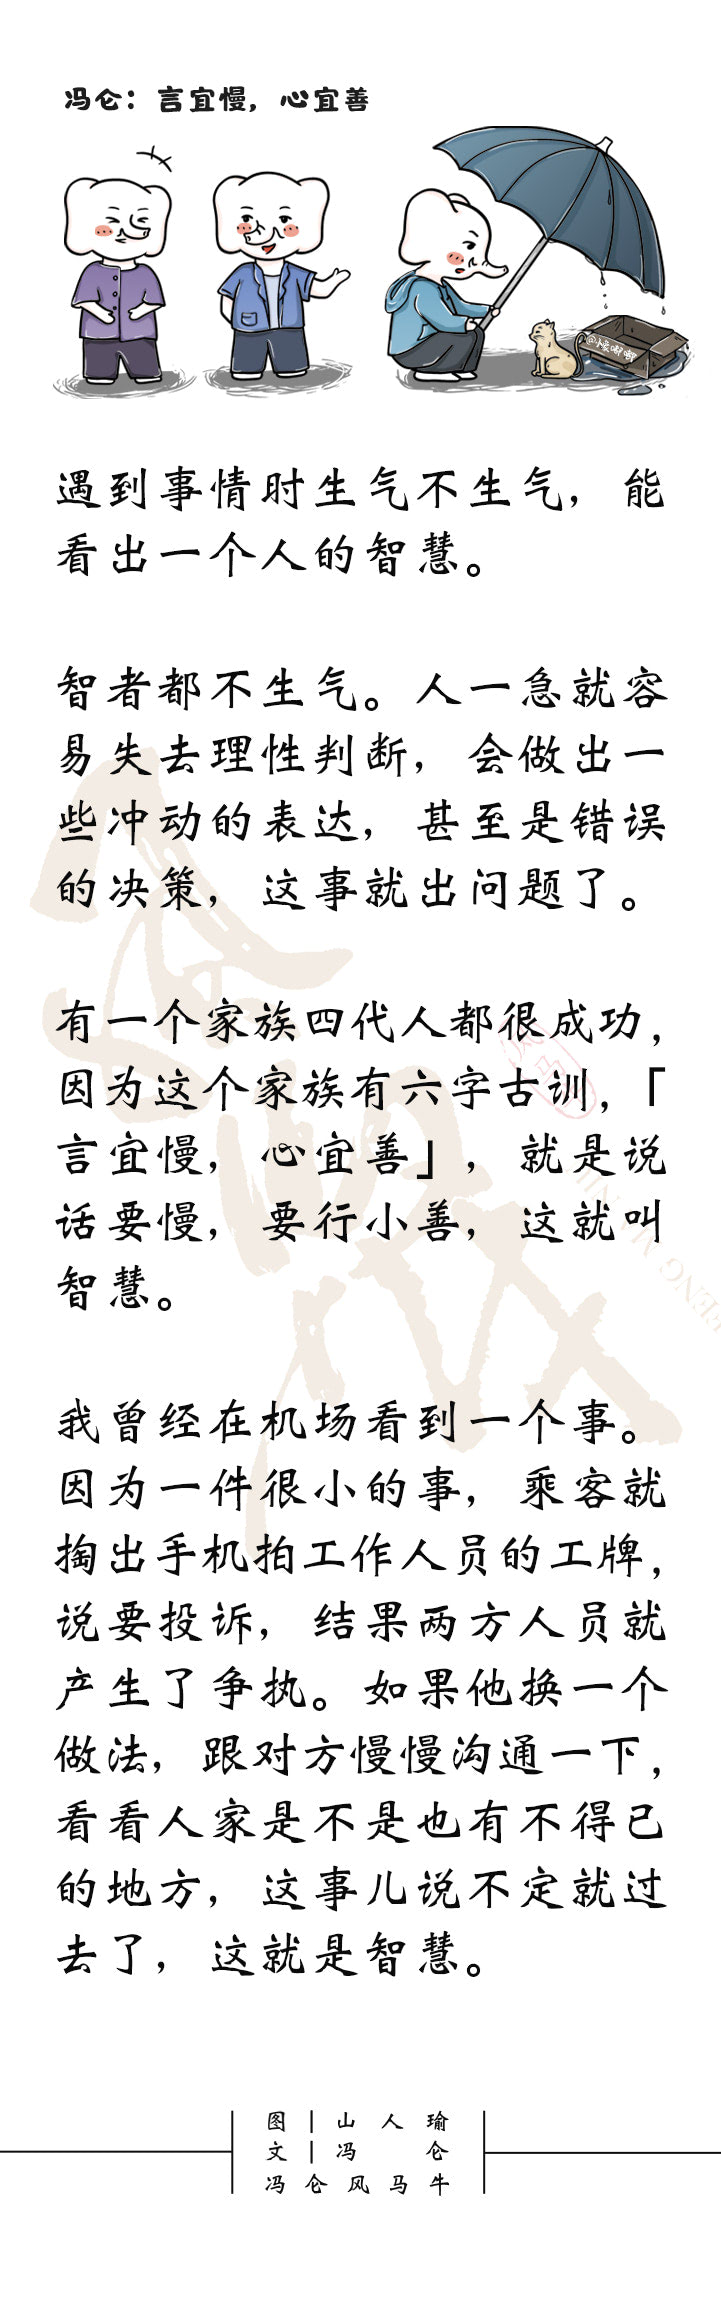 冯仑：言宜慢，心宜善
遇到事情时生气不生气，能
看出一个人的智慧。
智者都不生气。人一急就容
易失去理性判断，会做出一
些冲动的表达，甚至是错误
的决策，这事就出问题了。
有一个家族四代人都很成功，
因为这个家族有六字古训，「
言宜慢，心宜善」，就是说
话要慢，要行小善，这就叫
智慧。
我曾经在机场看到一个事。
因为一件很小的事，乘客就
掏出手机拍工作人员的工牌，
说要投诉，结果两方人员就
产生了争执。如果他换一个
做法，跟对方慢慢沟通一下，
看看人家是不是也有不得已
的地方，这事儿说不定就过
去了，这就是智慧。
图|山人瑜
文|冯仑
冯仑风马牛